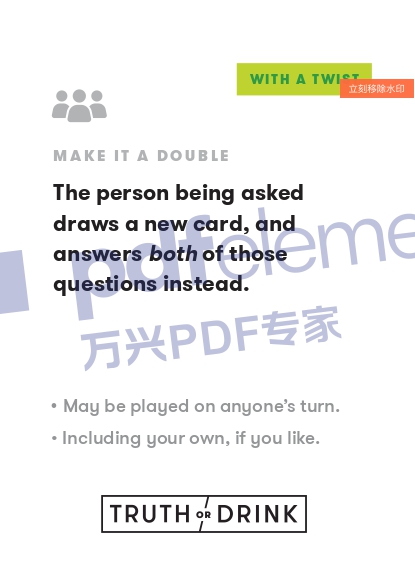 WITH A TWIST
立刻移除水印
MAKE IT A DOUBLE
The person being asked
draws a new card, and
answers both of those
questions instead.
pdfeleme
万兴PDF专家
• May be played on anyone's turn.
• Including your own, if you like.
TRUTH OR DRINK